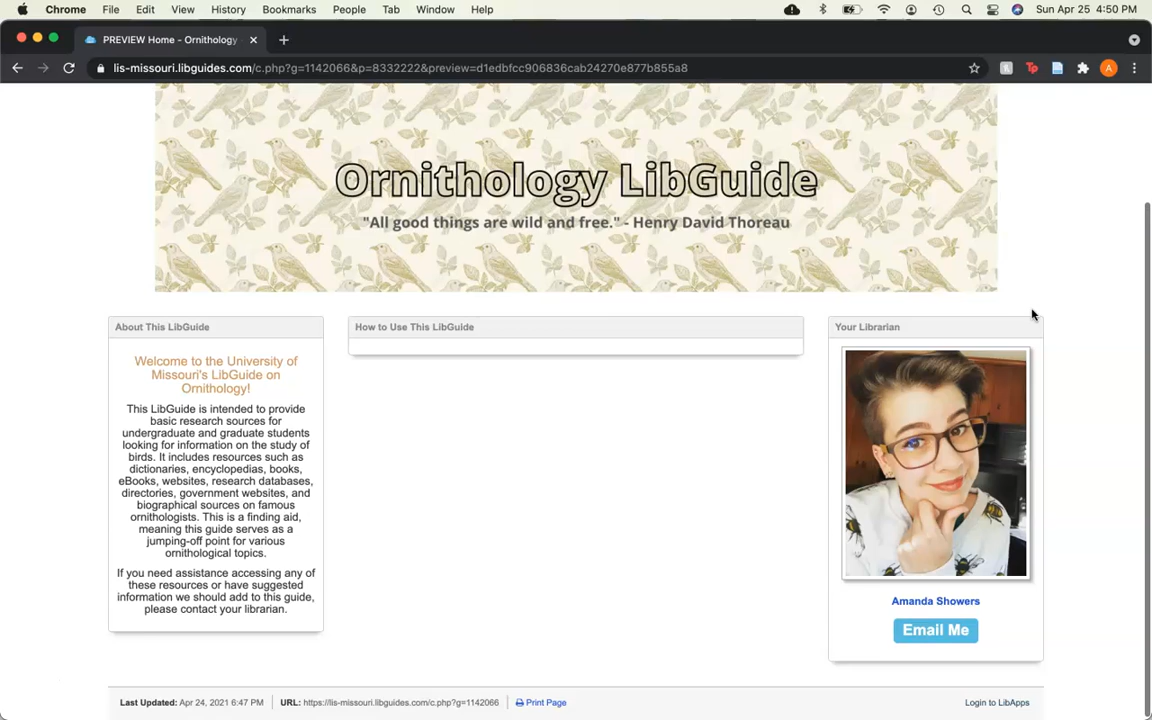 Chrome File Edit View History Bookmarks People Tab Window Help Sun Apr 25 4:50 PM
PREVIEW Home - Ornithology
lis-missouri.libguides.com/c.php?g=1142066&p=8332222&preview=d1edbfcc906836cab24270e877b855a8
A
Ornithology LibGuide
"All good things are wild and free." - Henry David Thoreau
About This LibGuide
Welcome to the University of
Missouri's LibGuide on
Ornithology!
This LibGuide is intended to provide
basic research sources for
undergraduate and graduate students
looking for information on the study of
birds. It includes resources such as
dictionaries, encyclopedias, books,
eBooks, websites, research databases,
directories, government websites, and
biographical sources on famous
ornithologists. This is a finding aid,
meaning this guide serves as a
jumping-off point for various
ornithological topics.
If you need assistance accessing any of
these resources or have suggested
information we should add to this guide,
please contact your librarian.
How to Use This LibGuide
Your Librarian
Amanda Showers
Email Me
Last Updated: Apr 24, 2021 6:47 PM URL: https://lis-missouri.libguides.com/c.php?g=1142066 Print Page Login to LibApps